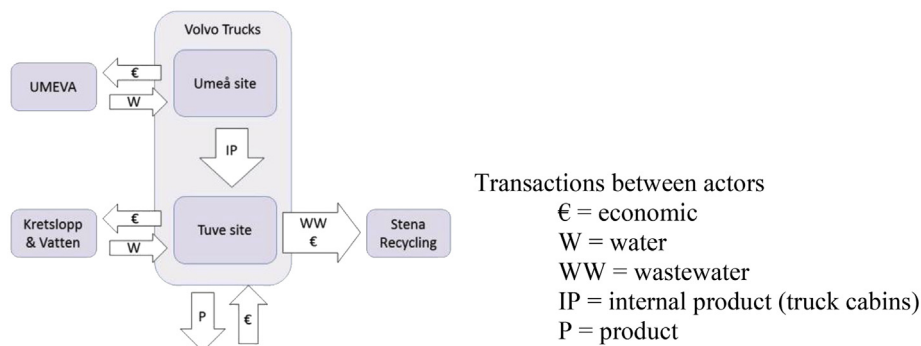 Volvo Trucks
€
UMEVA
Umeå site
W
IP
Transactions between actors
€ = economic
Kretslopp
& Vatten
€
W
Tuve site
WW
€
Stena
Recycling
W = water
WW = wastewater
IP = internal product (truck cabins)
P
€
P = product